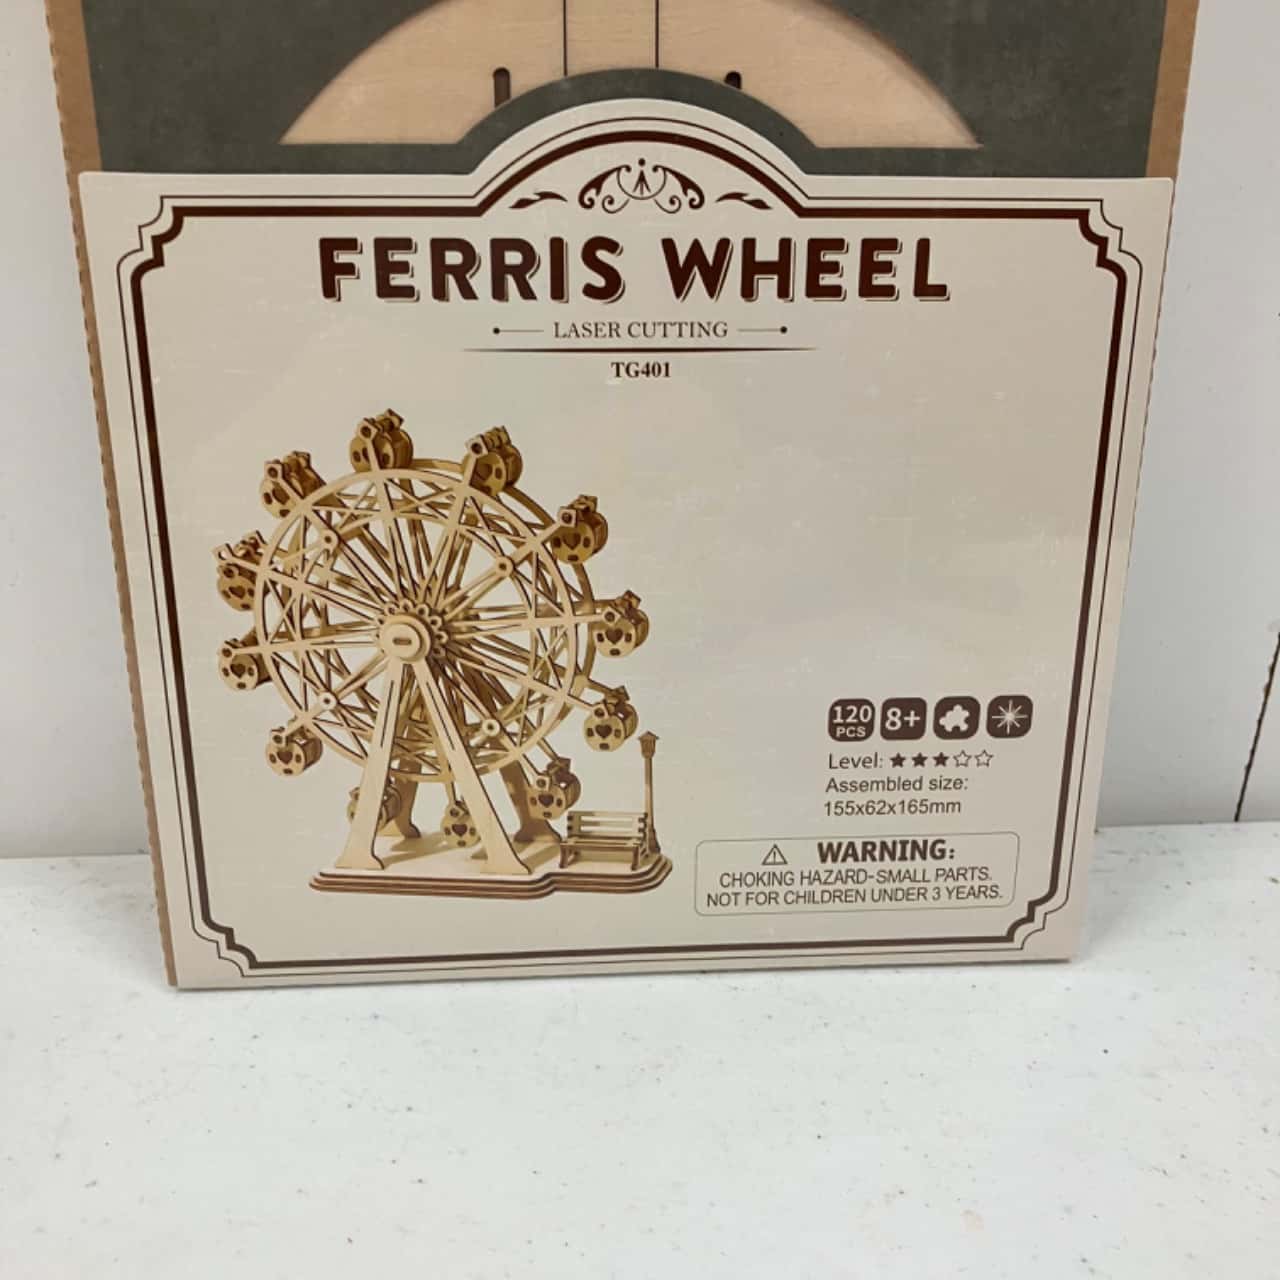 FERRIS WHEEL
LASER CUTTING
TG401
120 PCS
8+
Level: ★★★☆☆
Assembled size:
155x62x165mm
WARNING:
CHOKING HAZARD-SMALL PARTS.
NOT FOR CHILDREN UNDER 3 YEARS.